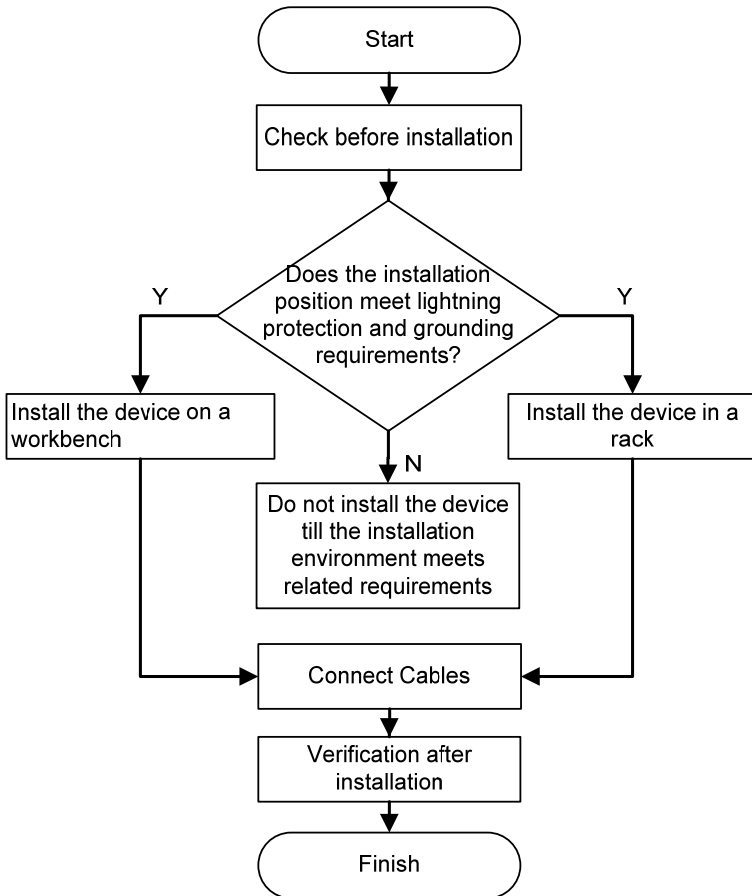 Start
Check before installation
Does the installation
position meet lightning
protection and grounding
requirements?
Y
Y
Install the device on a
workbench
Install the device in a
rack
N
Do not install the device
till the installation
environment meets
related requirements
Connect Cables
Verification after
installation
Finish